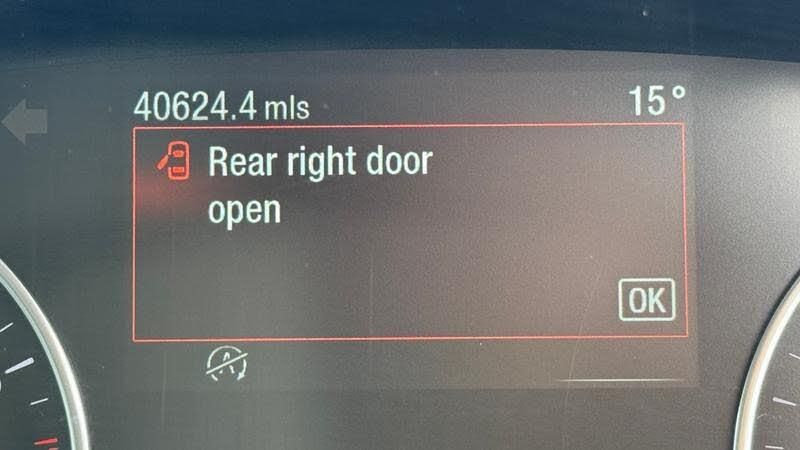 40624.4 mls 15°
Rear right door
open
OK
A